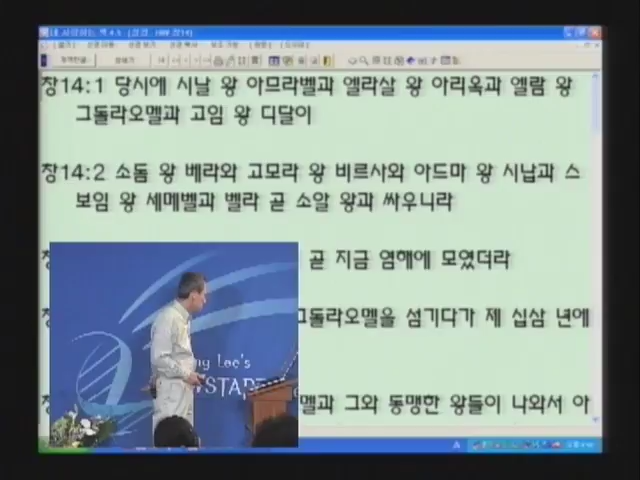 창14:1 당시에 시날 왕 아므라벨과 엘라살 왕 아리옥과 엘람 왕
그돌라오멜과 고임 왕 디달이
창14:2 소돔 왕 베라와 고모라 왕 비르사와 아드마 왕 시납과 스
보임 왕 세메벨과 벨라 곧 소알 왕과 싸우니라
곧 지금 염해에 모였더라
그돌라오멜을 섬기다가 제 십삼 년에
멜과 그와 동맹한 왕들이 나와서 아
Lee's